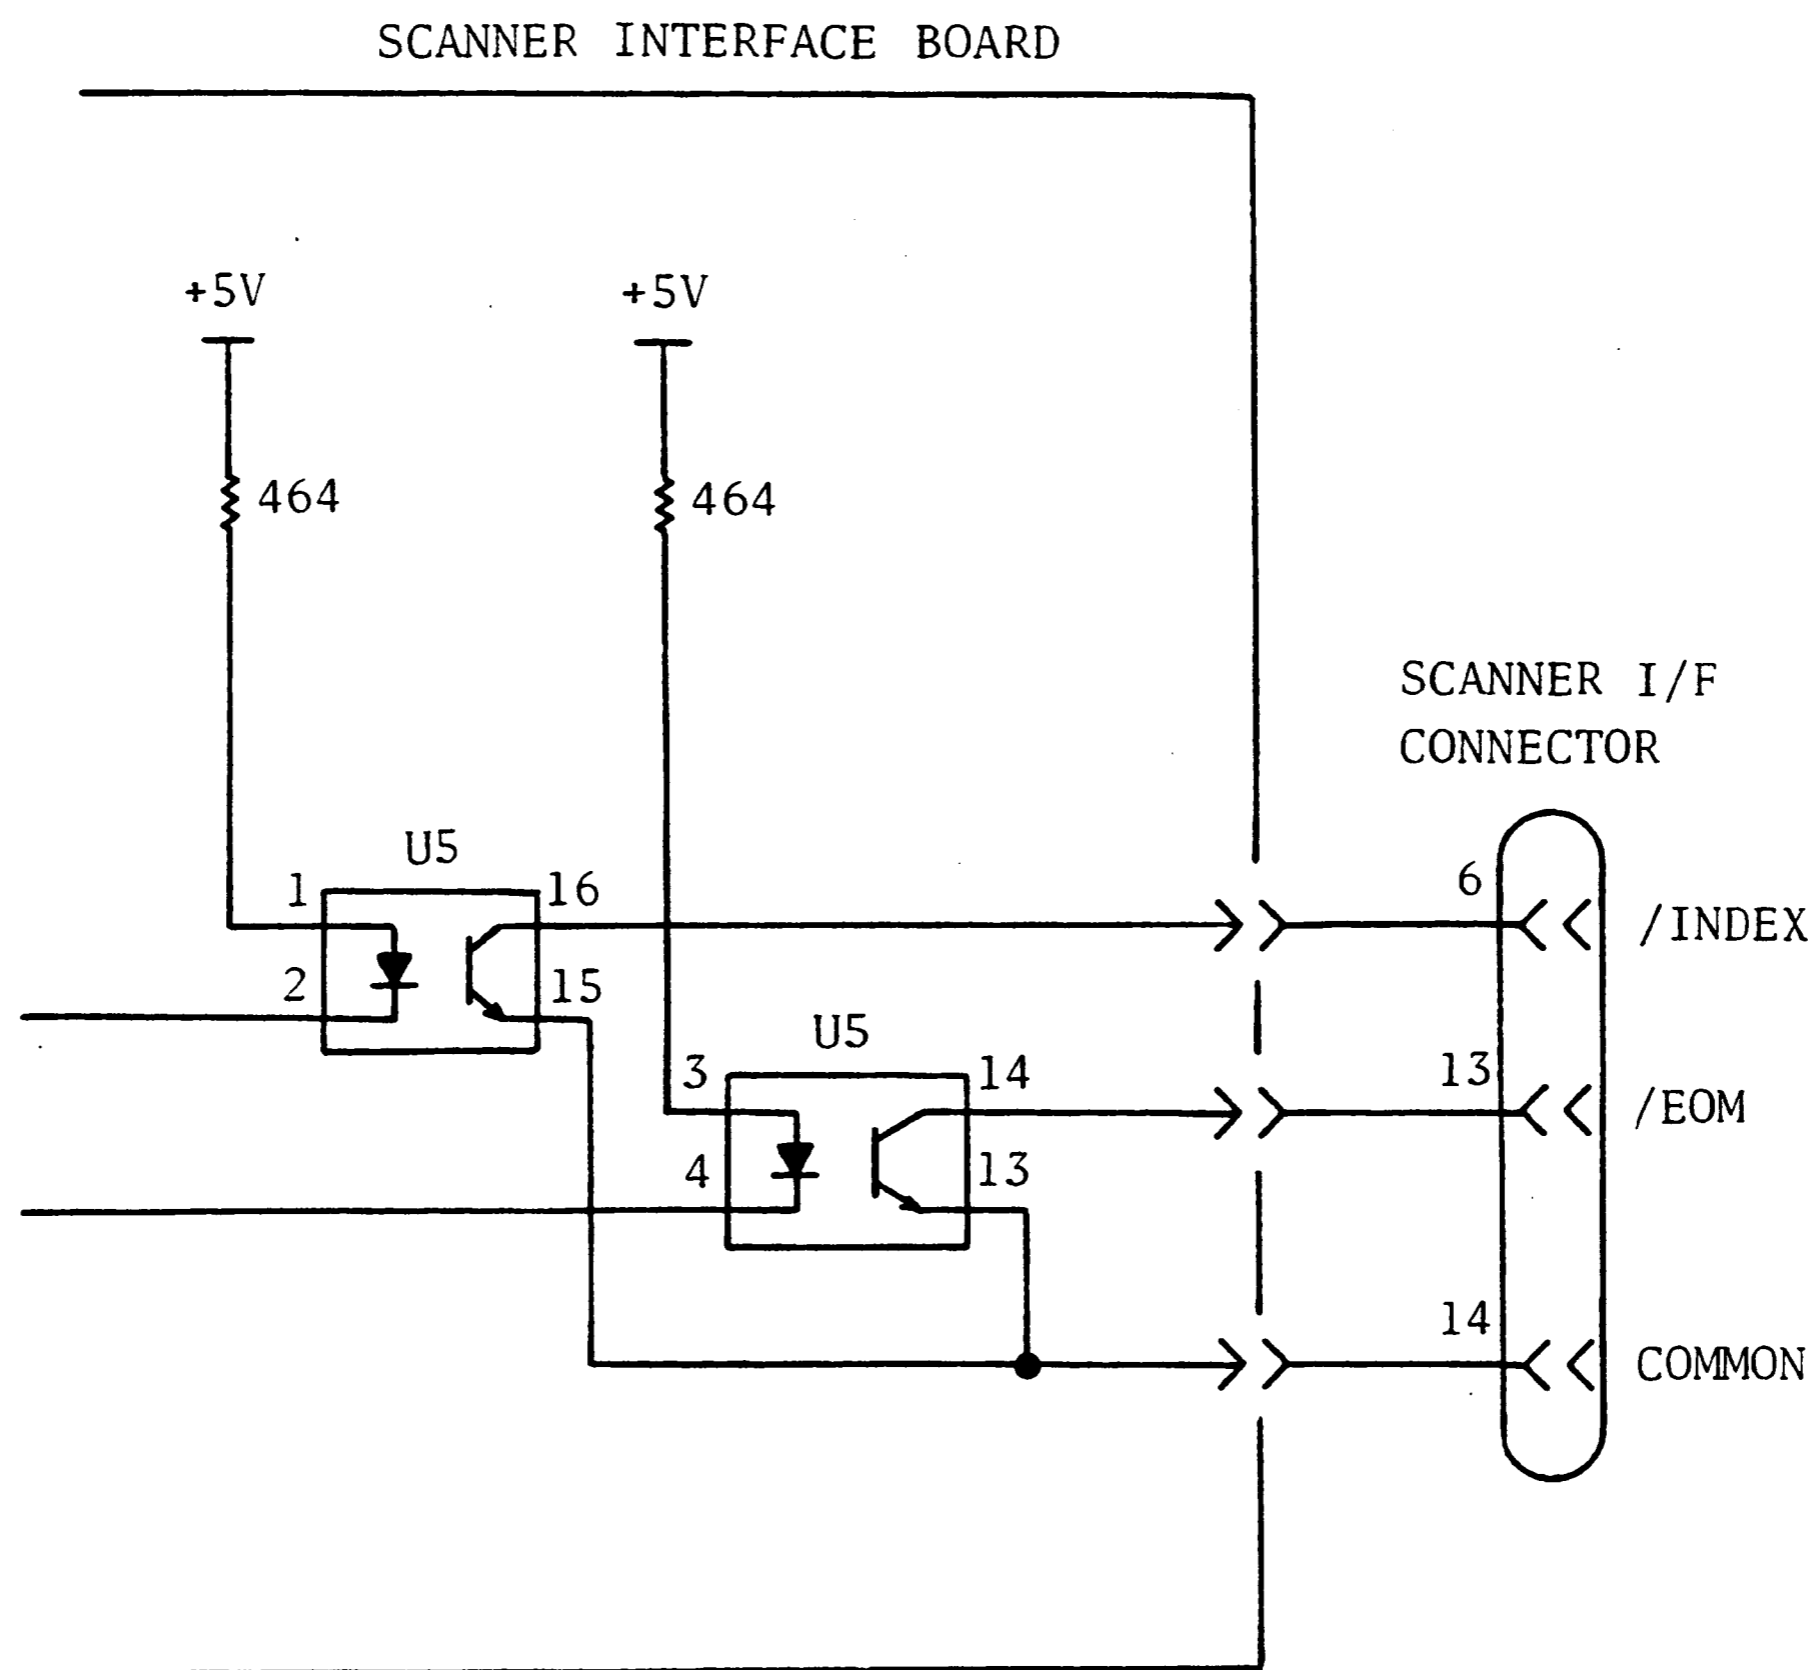 SCANNER INTERFACE BOARD
+5V
+5V
464
464
SCANNER I/F
CONNECTOR
U5
1
16
2
15
6
/INDEX
U5
3
14
4
13
13
/EOM
14
COMMON